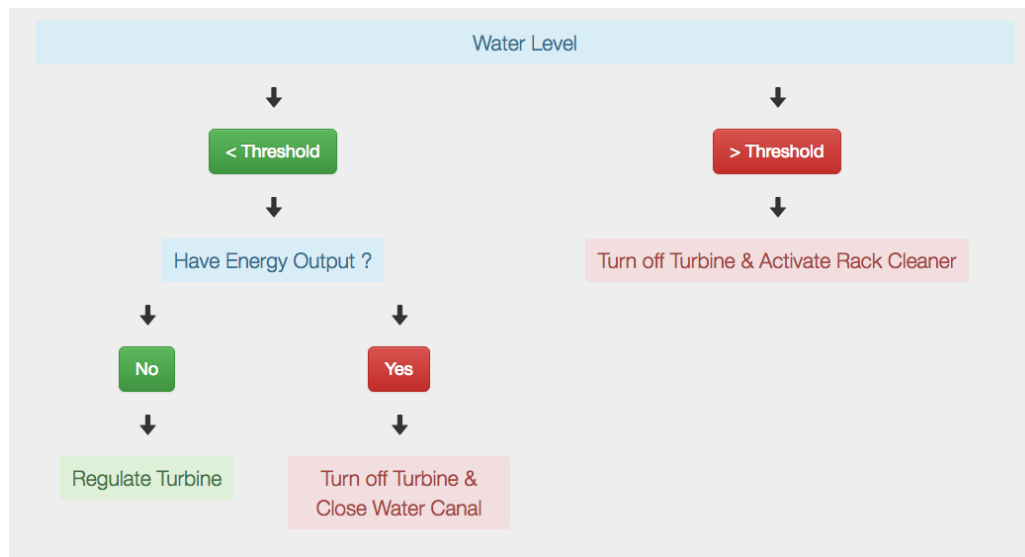 Water Level
< Threshold
> Threshold
Have Energy Output ?
Turn off Turbine & Activate Rack Cleaner
No
Yes
Regulate Turbine
Turn off Turbine &
Close Water Canal